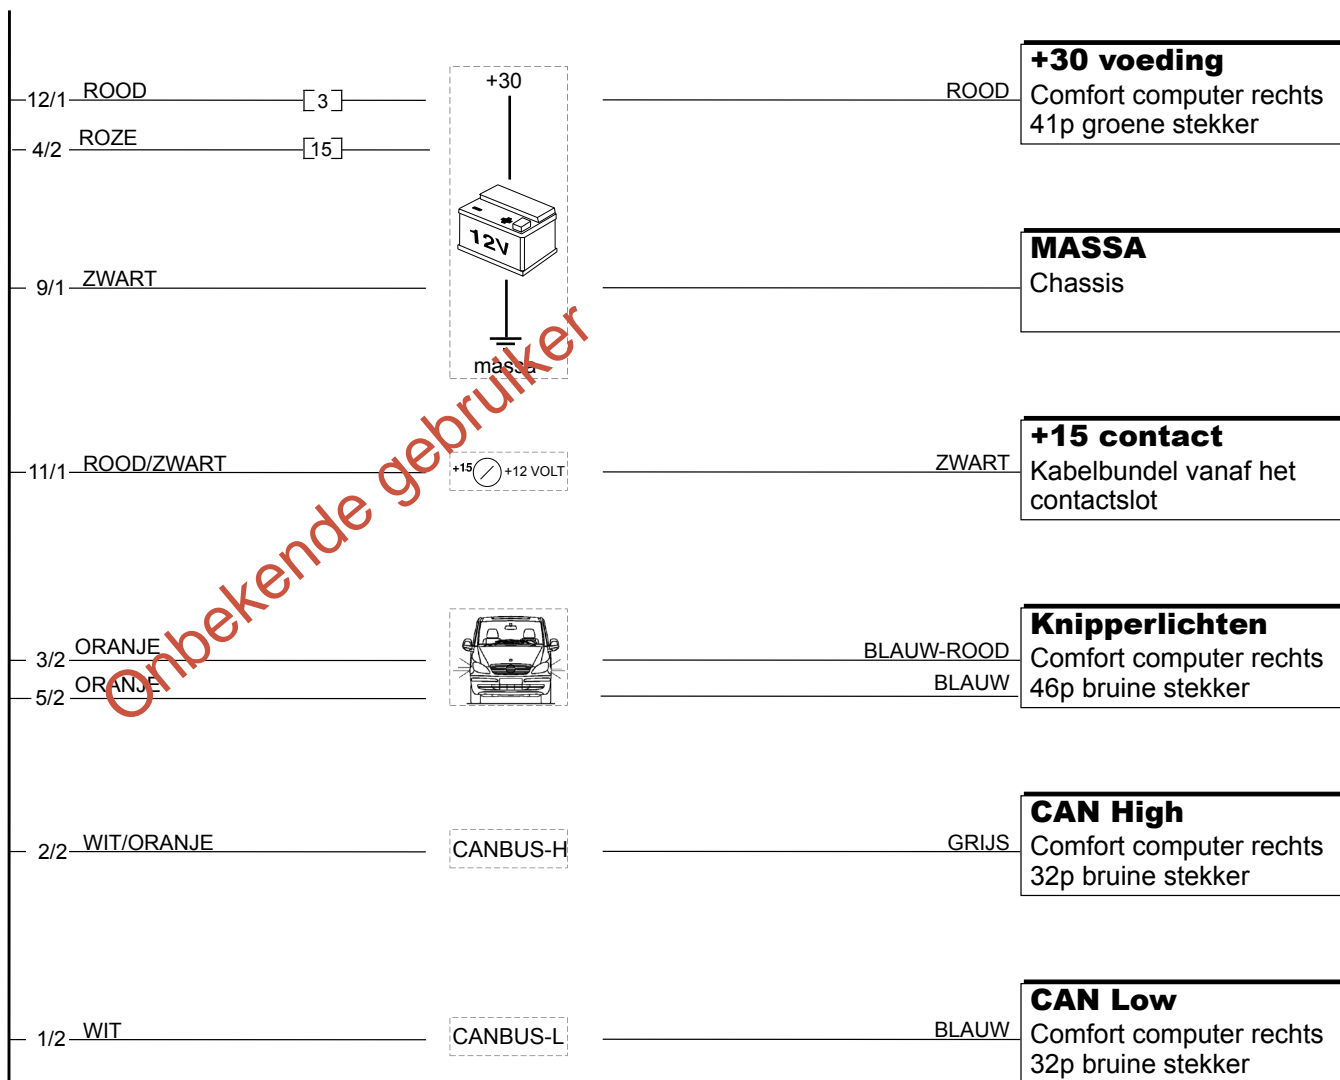 12/1 ROOD [3] +30 ROOD
+30 voeding
Comfort computer rechts
41p groene stekker
4/2 ROZE [15]
12V
9/1 ZWART
MASSA
Chassis
massa
11/1 ROOD/ZWART +15 +12 VOLT ZWART
+15 contact
Kabelbundel vanaf het
contactslot
Onbekende gebruiker
3/2 ORANJE BLAUW-ROOD
5/2 ORANJE BLAUW
Knipperlichten
Comfort computer rechts
46p bruine stekker
2/2 WIT/ORANJE CANBUS-H GRIJS
CAN High
Comfort computer rechts
32p bruine stekker
1/2 WIT CANBUS-L BLAUW
CAN Low
Comfort computer rechts
32p bruine stekker